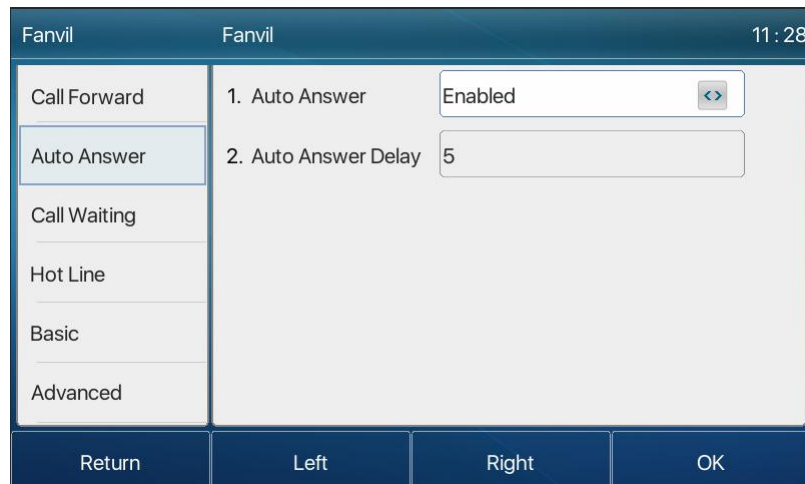 Fanvil Fanvil 11:28
Call Forward
Auto Answer
Call Waiting
Hot Line
Basic
Advanced
1. Auto Answer Enabled <>
2. Auto Answer Delay 5
Return Left Right OK